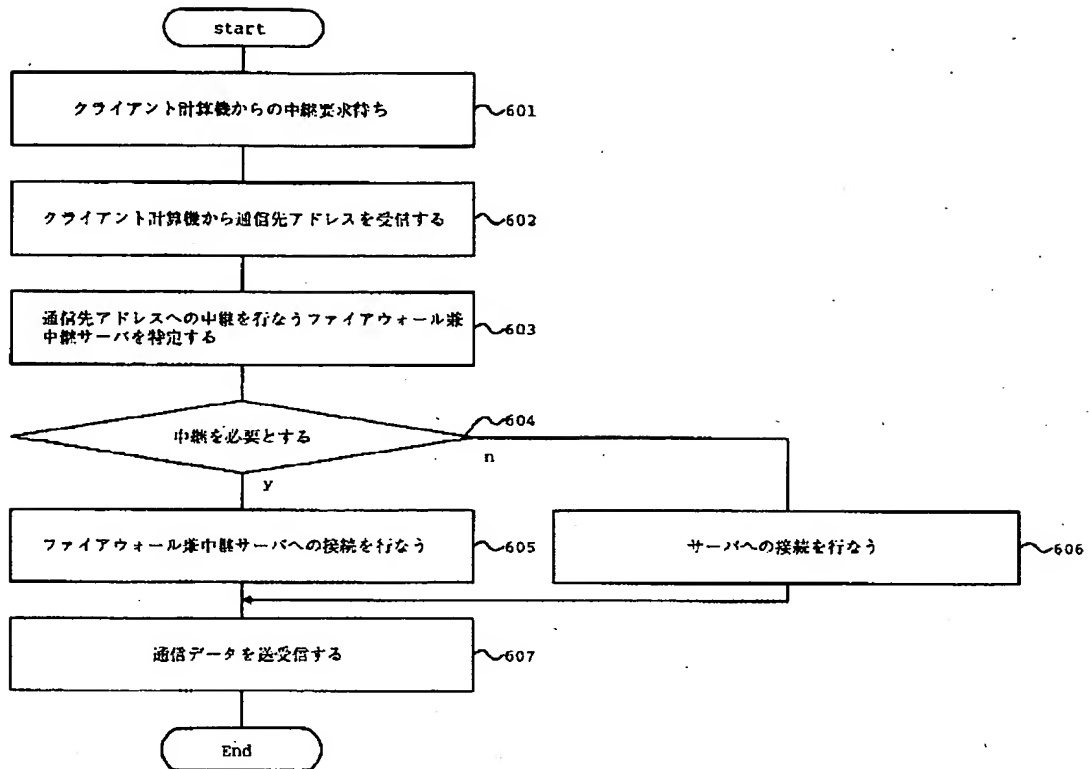 start
クライアント計算機からの中継要求待ち
601
クライアント計算機から通信先アドレスを受信する
602
通信先アドレスへの中継を行なうファイアウォール兼
中継サーバを特定する
603
604
中継を必要とする
n
y
ファイアウォール兼中継サーバへの接続を行なう
605
サーバへの接続を行なう
606
通信データを送受信する
607
End